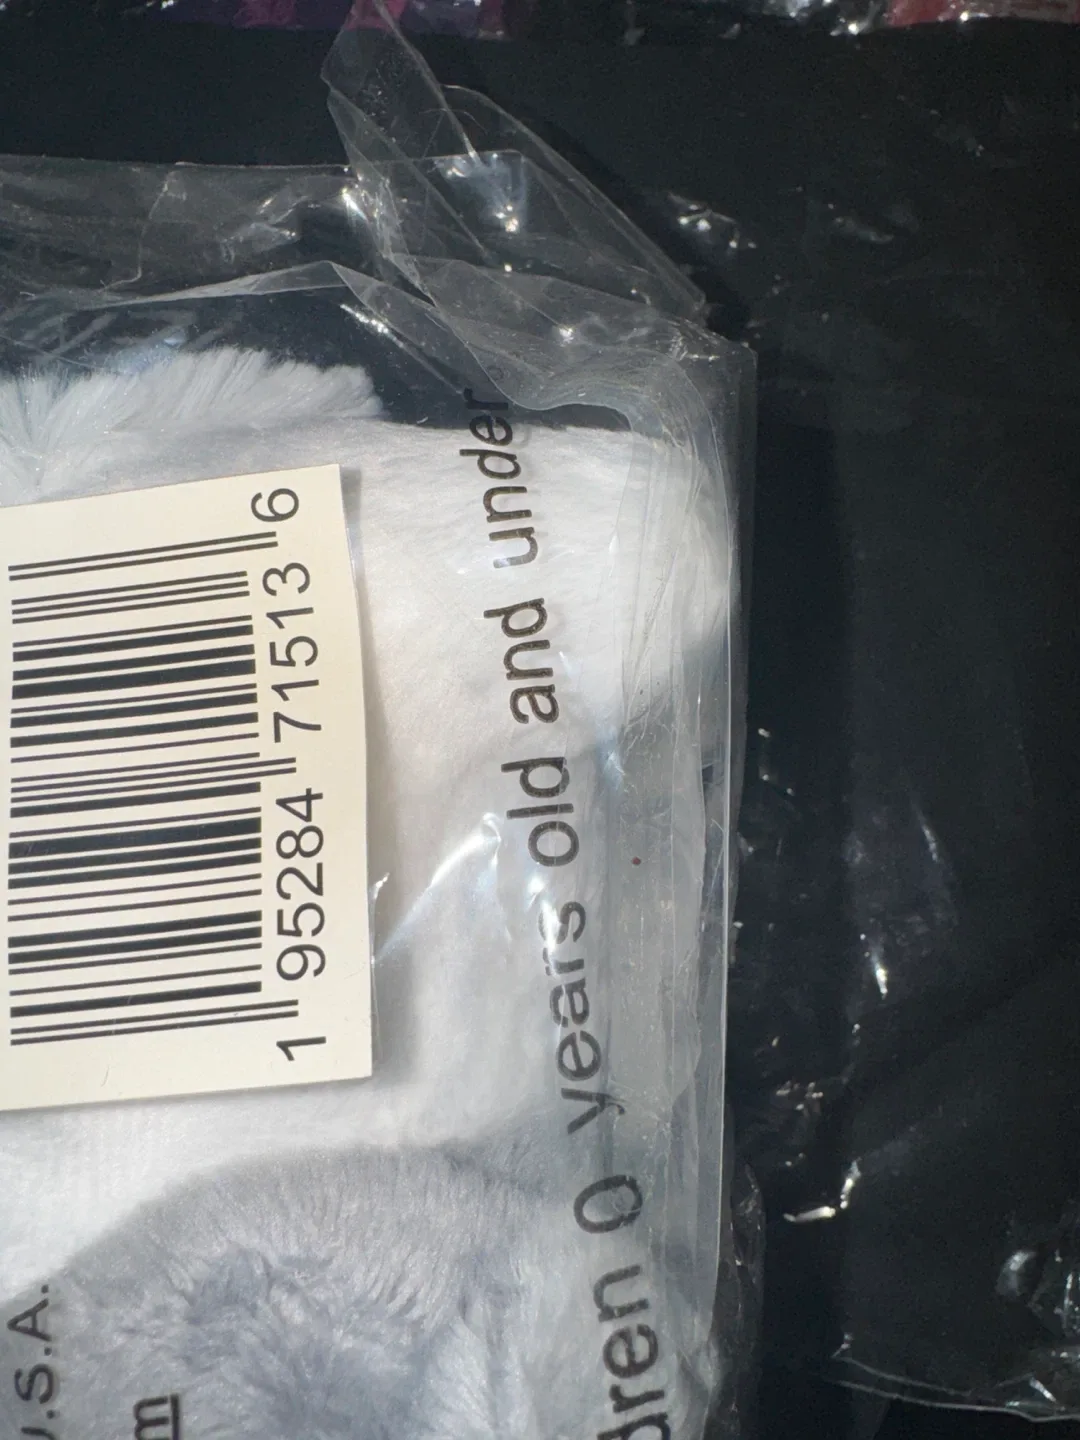 U.S.A.
m
1 95284 71513 6
dren 0 years old and under